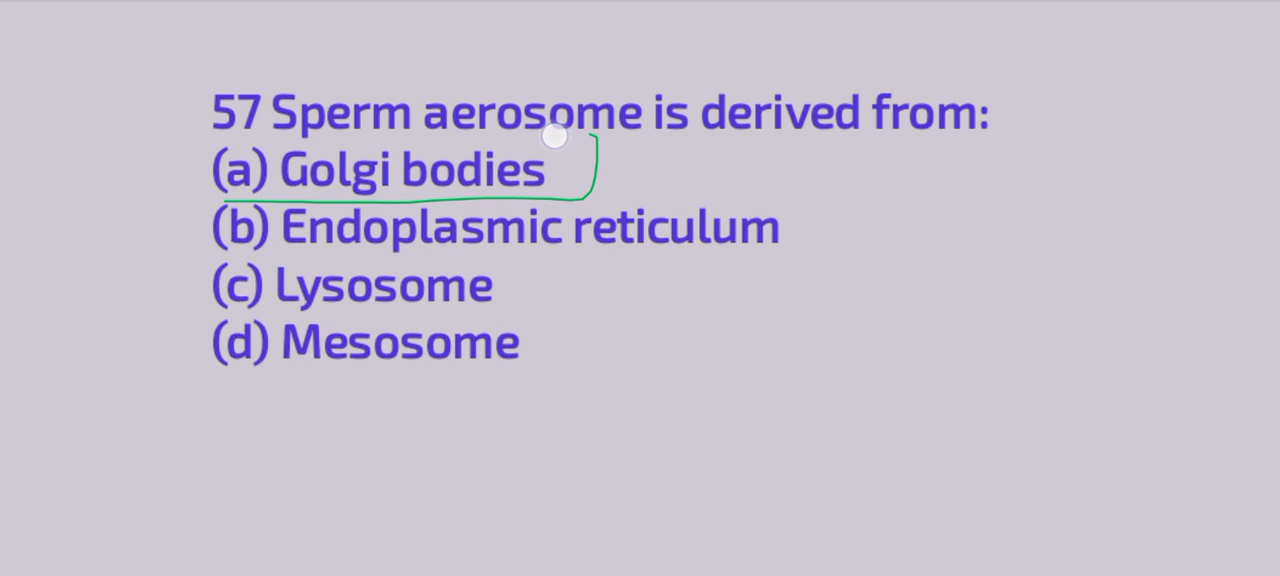 57 Sperm aerosome is derived from:
(a) Golgi bodies
(b) Endoplasmic reticulum
(c) Lysosome
(d) Mesosome